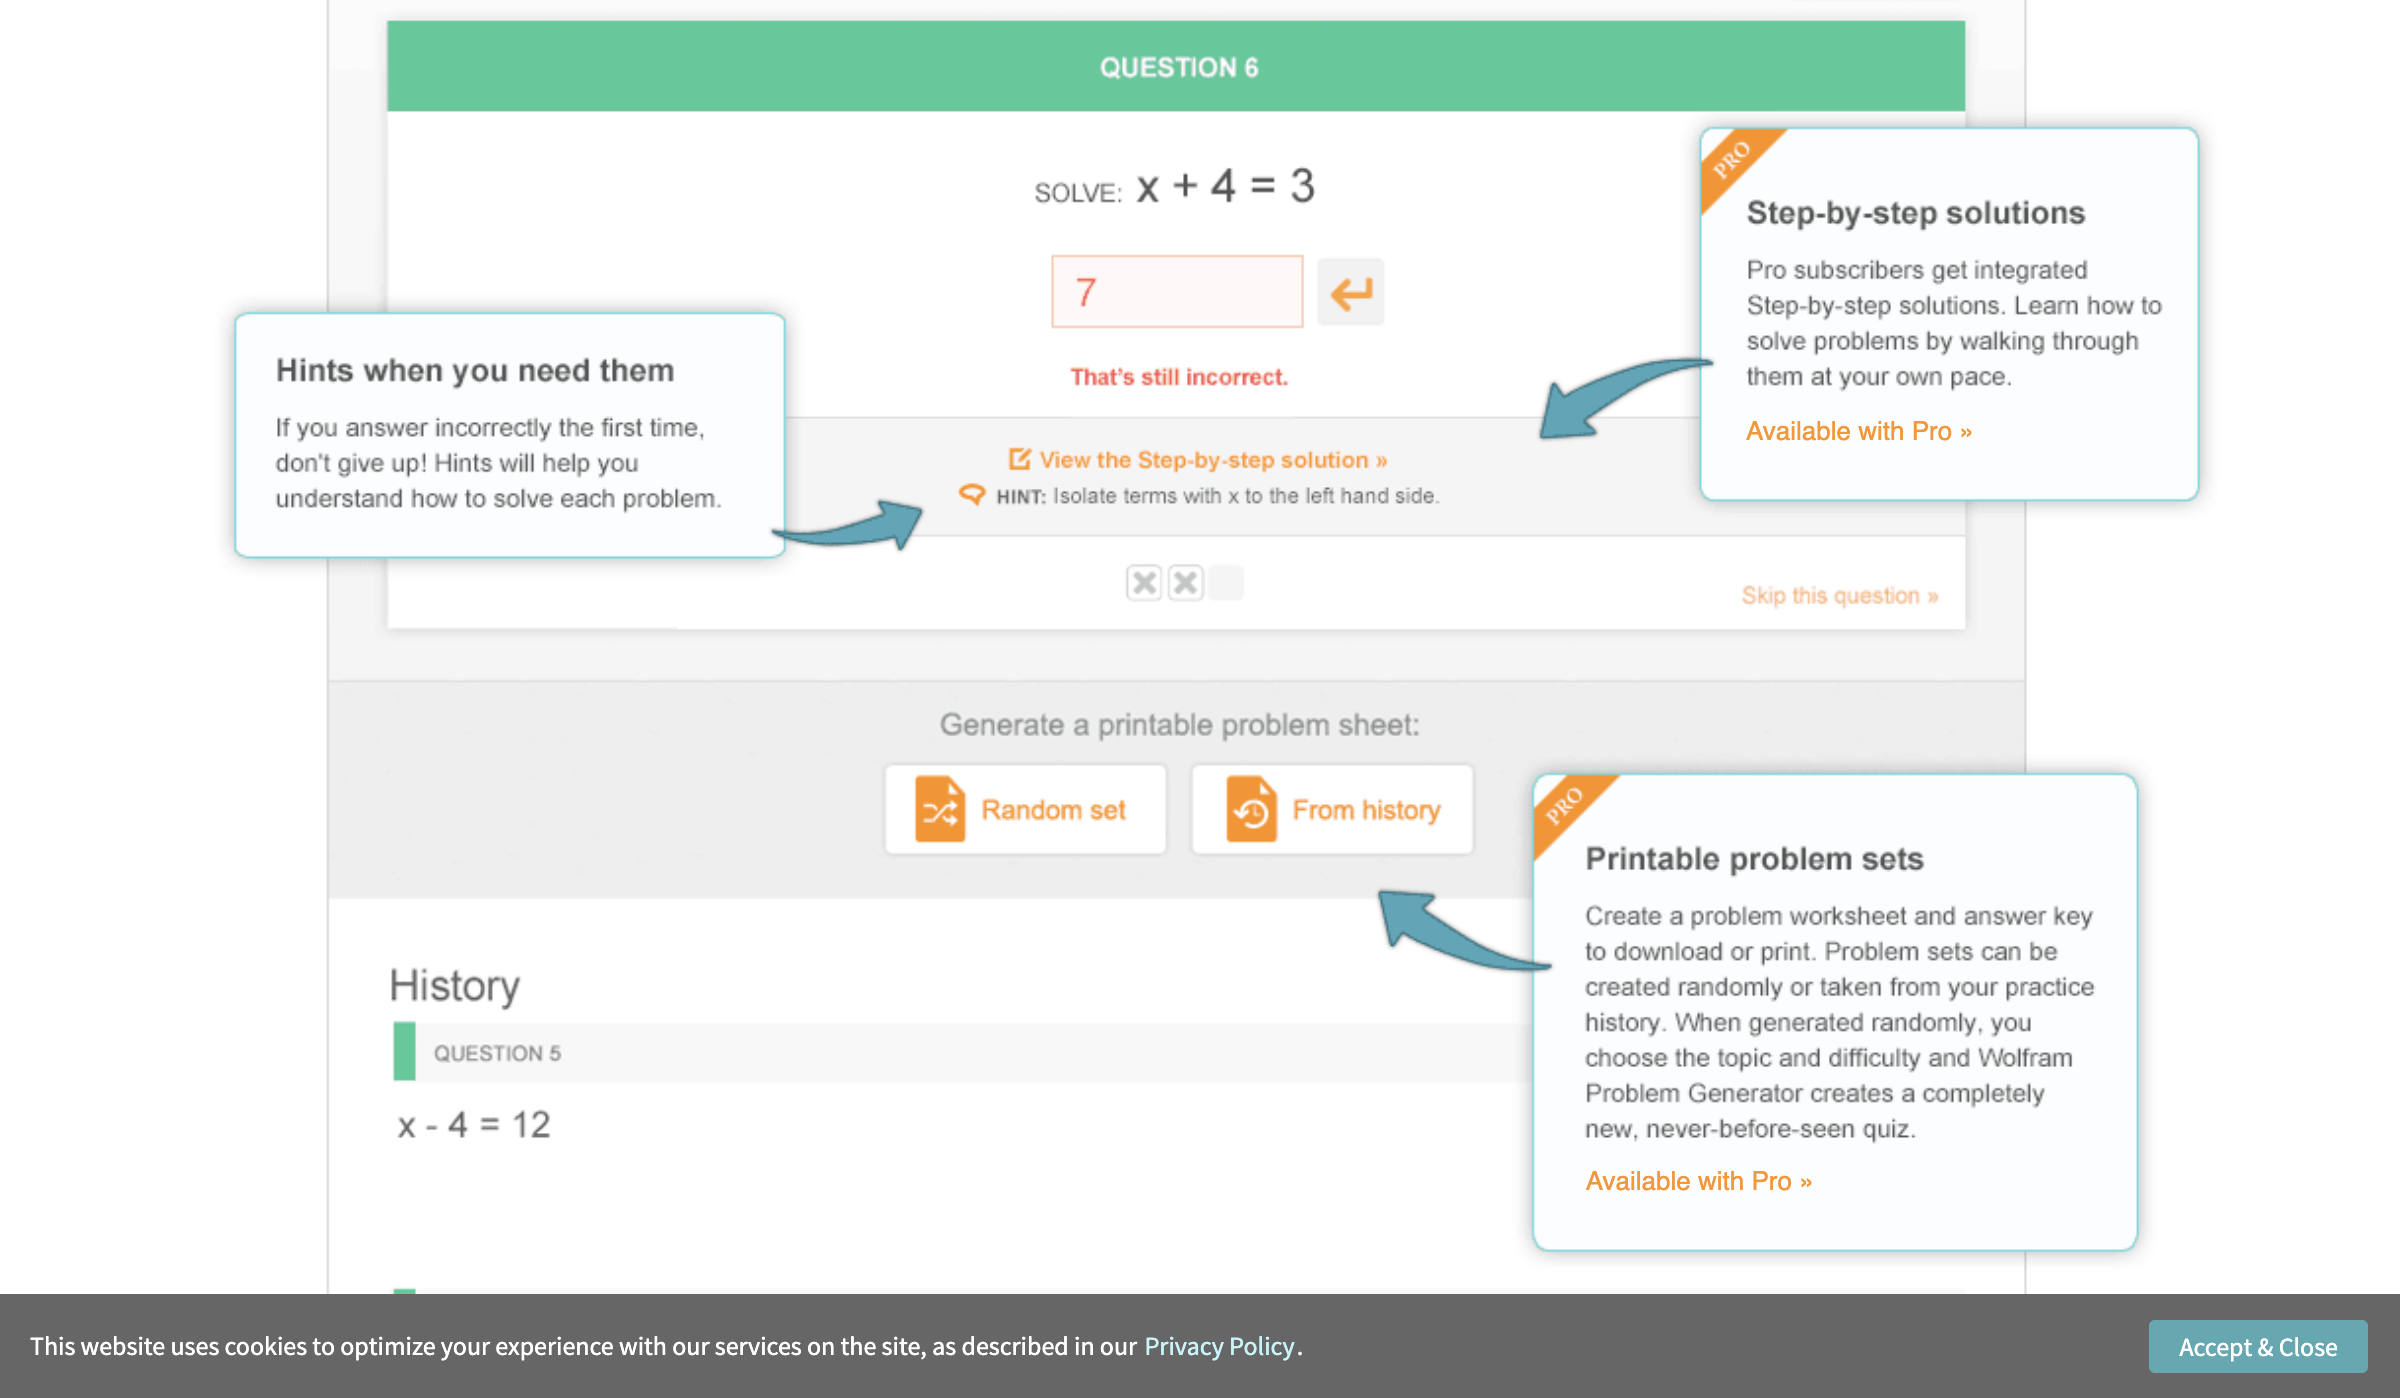 QUESTION 6
SOLVE: x + 4 = 3
7
That's still incorrect.
PRO
Step-by-step solutions
Pro subscribers get integrated
Step-by-step solutions. Learn how to
solve problems by walking through
them at your own pace.
Available with Pro »
Hints when you need them
If you answer incorrectly the first time,
don't give up! Hints will help you
understand how to solve each problem.
View the Step-by-step solution »
HINT: Isolate terms with x to the left hand side.
Skip this question »
Generate a printable problem sheet:
Random set
From history
PRO
Printable problem sets
Create a problem worksheet and answer key
to download or print. Problem sets can be
created randomly or taken from your practice
history. When generated randomly, you
choose the topic and difficulty and Wolfram
Problem Generator creates a completely
new, never-before-seen quiz.
Available with Pro »
History
QUESTION 5
x - 4 = 12
This website uses cookies to optimize your experience with our services on the site, as described in our Privacy Policy.
Accept & Close